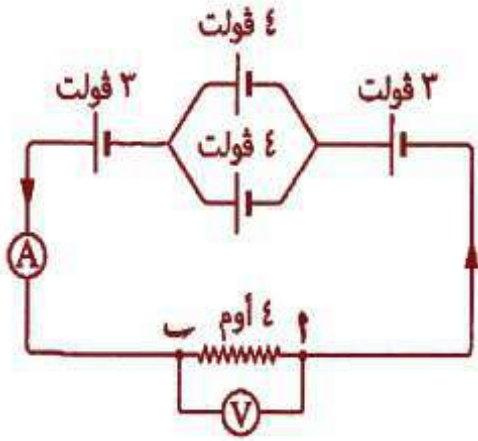 ٤ ڤولت
٣ ڤولت
٣ ڤولت
٤ ڤولت
A
٤ أوم
ب
أ
V